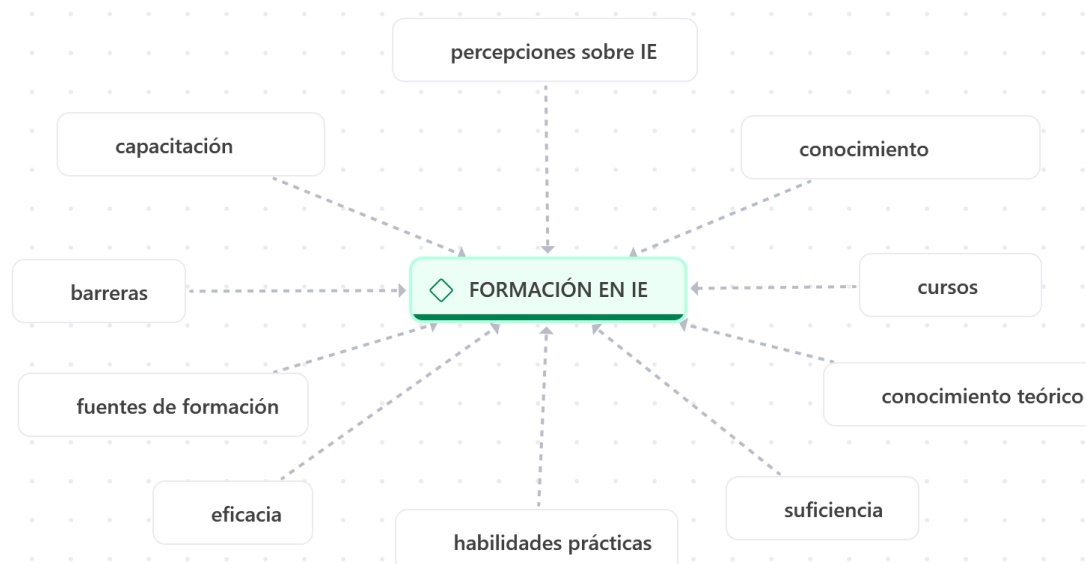 percepciones sobre IE
capacitación
conocimiento
FORMACIÓN EN IE
barreras
cursos
fuentes de formación
conocimiento teórico
eficacia
suficiencia
habilidades prácticas